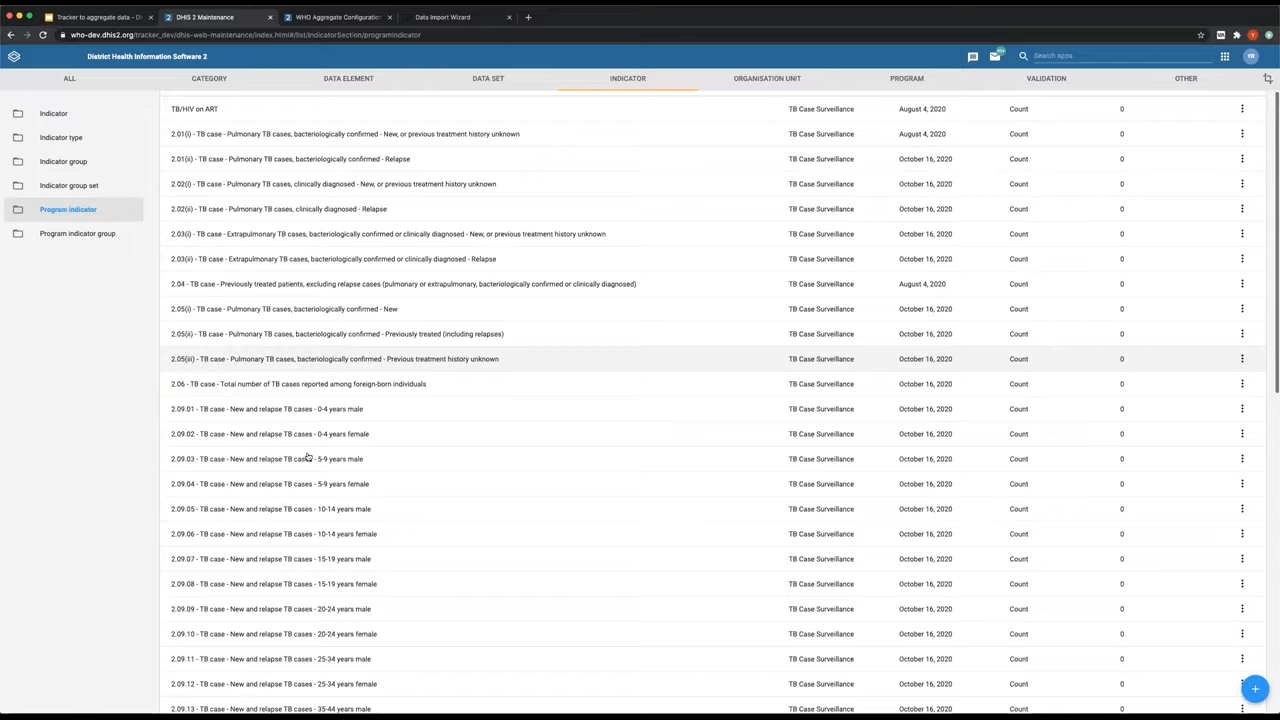 Tracker to aggregate data – DH
DHIS 2 Maintenance
WHO Aggregate Configuration
Data Import Wizard
who-dev.dhis2.org/tracker_dev/dhis-web-maintenance/index.html#/list/indicatorSection/programIndicator
YR
District Health Information Software 2
99+
Search apps
YR
ALL
CATEGORY
DATA ELEMENT
DATA SET
INDICATOR
ORGANISATION UNIT
PROGRAM
VALIDATION
OTHER
Indicator
Indicator type
Indicator group
Indicator group set
Program indicator
Program indicator group
TB/HIV on ART TB Case Surveillance August 4, 2020 Count 0
2.01(i) - TB case - Pulmonary TB cases, bacteriologically confirmed - New, or previous treatment history unknown TB Case Surveillance August 4, 2020 Count 0
2.01(ii) - TB case - Pulmonary TB cases, bacteriologically confirmed - Relapse TB Case Surveillance October 16, 2020 Count 0
2.02(i) - TB case - Pulmonary TB cases, clinically diagnosed - New, or previous treatment history unknown TB Case Surveillance October 16, 2020 Count 0
2.02(ii) - TB case - Pulmonary TB cases, clinically diagnosed - Relapse TB Case Surveillance October 16, 2020 Count 0
2.03(i) - TB case - Extrapulmonary TB cases, bacteriologically confirmed or clinically diagnosed - New, or previous treatment history unknown TB Case Surveillance October 16, 2020 Count 0
2.03(ii) - TB case - Extrapulmonary TB cases, bacteriologically confirmed or clinically diagnosed - Relapse TB Case Surveillance October 16, 2020 Count 0
2.04 - TB case - Previously treated patients, excluding relapse cases (pulmonary or extrapulmonary, bacteriologically confirmed or clinically diagnosed) TB Case Surveillance August 4, 2020 Count 0
2.05(i) - TB case - Pulmonary TB cases, bacteriologically confirmed - New TB Case Surveillance October 16, 2020 Count 0
2.05(ii) - TB case - Pulmonary TB cases, bacteriologically confirmed - Previously treated (including relapses) TB Case Surveillance October 16, 2020 Count 0
2.05(iii) - TB case - Pulmonary TB cases, bacteriologically confirmed - Previous treatment history unknown TB Case Surveillance October 16, 2020 Count 0
2.06 - TB case - Total number of TB cases reported among foreign-born individuals TB Case Surveillance October 16, 2020 Count 0
2.09.01 - TB case - New and relapse TB cases - 0-4 years male TB Case Surveillance October 16, 2020 Count 0
2.09.02 - TB case - New and relapse TB cases - 0-4 years female TB Case Surveillance October 16, 2020 Count 0
2.09.03 - TB case - New and relapse TB cases - 5-9 years male TB Case Surveillance October 16, 2020 Count 0
2.09.04 - TB case - New and relapse TB cases - 5-9 years female TB Case Surveillance October 16, 2020 Count 0
2.09.05 - TB case - New and relapse TB cases - 10-14 years male TB Case Surveillance October 16, 2020 Count 0
2.09.06 - TB case - New and relapse TB cases - 10-14 years female TB Case Surveillance October 16, 2020 Count 0
2.09.07 - TB case - New and relapse TB cases - 15-19 years male TB Case Surveillance October 16, 2020 Count 0
2.09.08 - TB case - New and relapse TB cases - 15-19 years female TB Case Surveillance October 16, 2020 Count 0
2.09.09 - TB case - New and relapse TB cases - 20-24 years male TB Case Surveillance October 16, 2020 Count 0
2.09.10 - TB case - New and relapse TB cases - 20-24 years female TB Case Surveillance October 16, 2020 Count 0
2.09.11 - TB case - New and relapse TB cases - 25-34 years male TB Case Surveillance October 16, 2020 Count 0
2.09.12 - TB case - New and relapse TB cases - 25-34 years female TB Case Surveillance October 16, 2020 Count 0
2.09.13 - TB case - New and relapse TB cases - 35-44 years male TB Case Surveillance October 16, 2020 Count 0